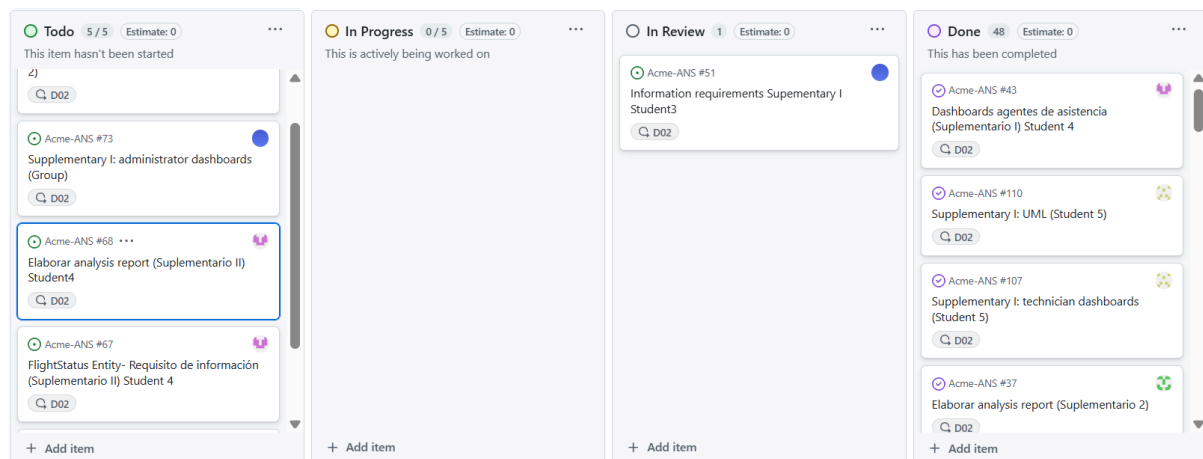 Todo 5 / 5 Estimate: 0 ...
This item hasn't been started
2)
D02
Acme-ANS #73
Supplementary I: administrator dashboards
(Group)
D02
Acme-ANS #68 ...
Elaborar analysis report (Suplementario II)
Student4
D02
Acme-ANS #67
FlightStatus Entity- Requisito de información
(Suplementario II) Student 4
D02
+ Add item
In Progress 0 / 5 Estimate: 0 ...
This is actively being worked on
+ Add item
In Review 1 Estimate: 0 ...
Acme-ANS #51
Information requirements Supementary I
Student3
D02
+ Add item
Done 48 Estimate: 0 ...
This has been completed
Acme-ANS #43
Dashboards agentes de asistencia
(Suplementario I) Student 4
D02
Acme-ANS #110
Supplementary I: UML (Student 5)
D02
Acme-ANS #107
Supplementary I: technician dashboards
(Student 5)
D02
Acme-ANS #37
Elaborar analysis report (Suplementario 2)
D02
+ Add item